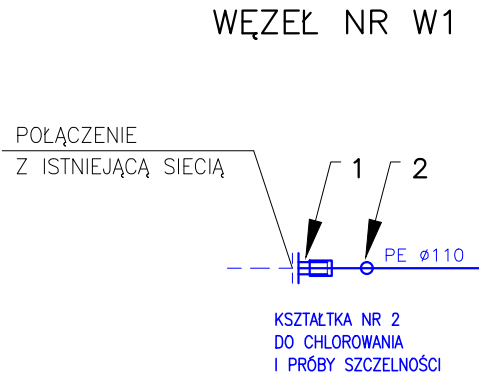 WĘZEŁ NR W1
POŁĄCZENIE
Z ISTNIEJĄCĄ SIECIĄ
1 2
PE ø110
KSZTAŁTKA NR 2
DO CHLOROWANIA
I PRÓBY SZCZELNOŚCI